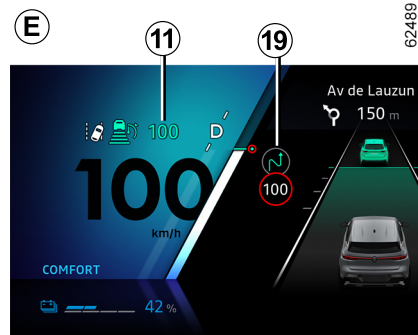 E
11
19
62489
100
D
100
km/h
COMFORT
42 %
100
Av de Lauzun
150 m